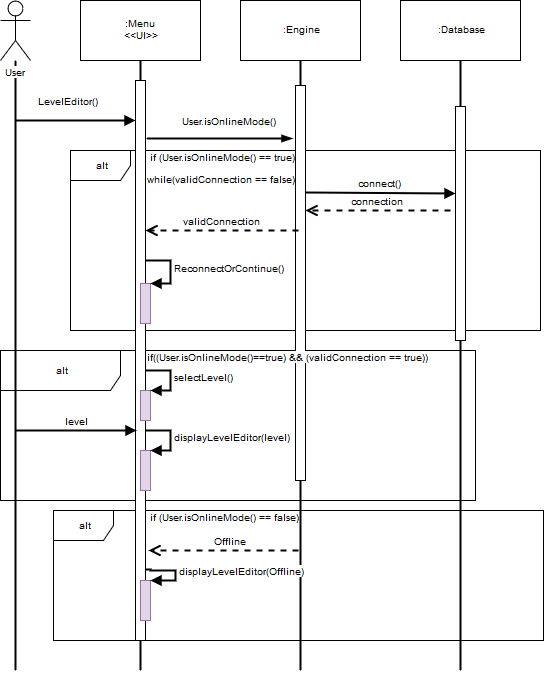 :Menu
<<UI>>
:Engine
:Database
User
LevelEditor()
User.isOnlineMode()
alt
if (User.isOnlineMode() == true)
while(validConnection == false)
connect()
connection
validConnection
ReconnectOrContinue()
alt
if((User.isOnlineMode()==true) && (validConnection == true))
selectLevel()
level
displayLevelEditor(level)
alt
if (User.isOnlineMode() == false)
Offline
displayLevelEditor(Offline)